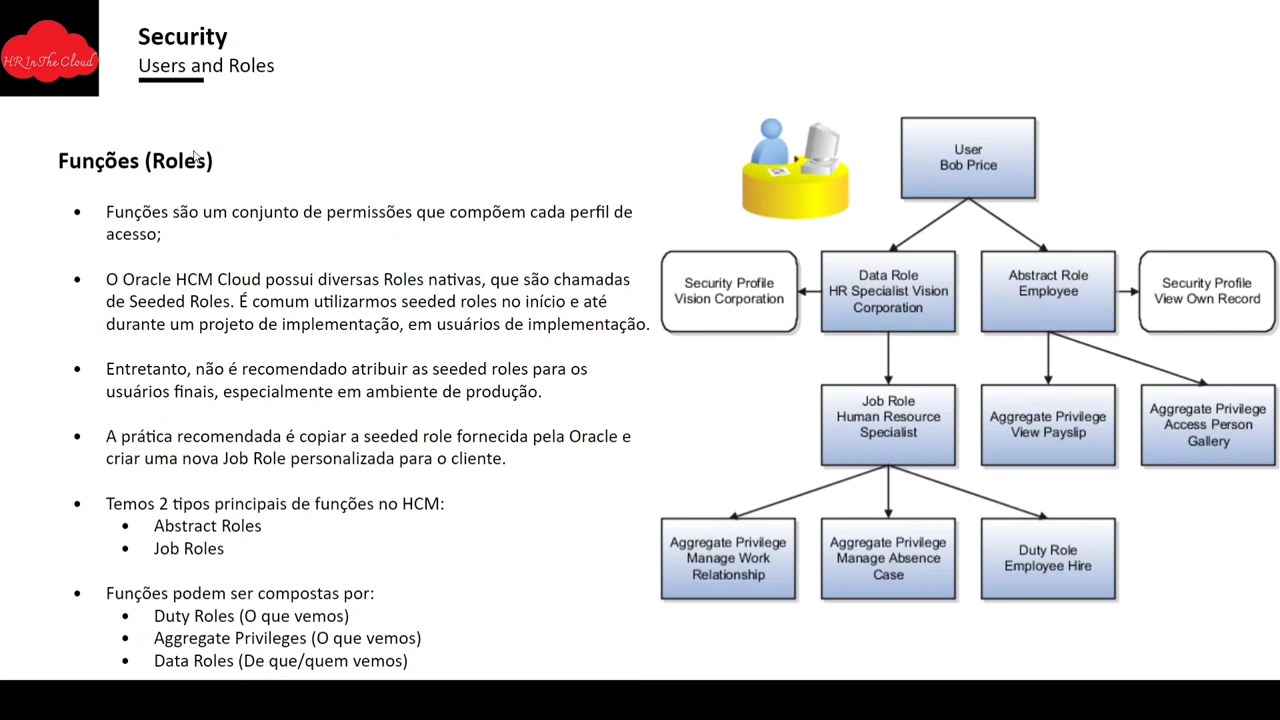 HR In The Cloud
Security
Users and Roles
Funções (Roles)
• Funções são um conjunto de permissões que compõem cada perfil de
acesso;
• O Oracle HCM Cloud possui diversas Roles nativas, que são chamadas
de Seeded Roles. É comum utilizarmos seeded roles no início e até
durante um projeto de implementação, em usuários de implementação.
• Entretanto, não é recomendado atribuir as seeded roles para os
usuários finais, especialmente em ambiente de produção.
• A prática recomendada é copiar a seeded role fornecida pela Oracle e
criar uma nova Job Role personalizada para o cliente.
• Temos 2 tipos principais de funções no HCM:
• Abstract Roles
• Job Roles
• Funções podem ser compostas por:
• Duty Roles (O que vemos)
• Aggregate Privileges (O que vemos)
• Data Roles (De que/quem vemos)
User
Bob Price
Security Profile
Vision Corporation
Data Role
HR Specialist Vision
Corporation
Abstract Role
Employee
Security Profile
View Own Record
Job Role
Human Resource
Specialist
Aggregate Privilege
View Payslip
Aggregate Privilege
Access Person
Gallery
Aggregate Privilege
Manage Work
Relationship
Aggregate Privilege
Manage Absence
Case
Duty Role
Employee Hire